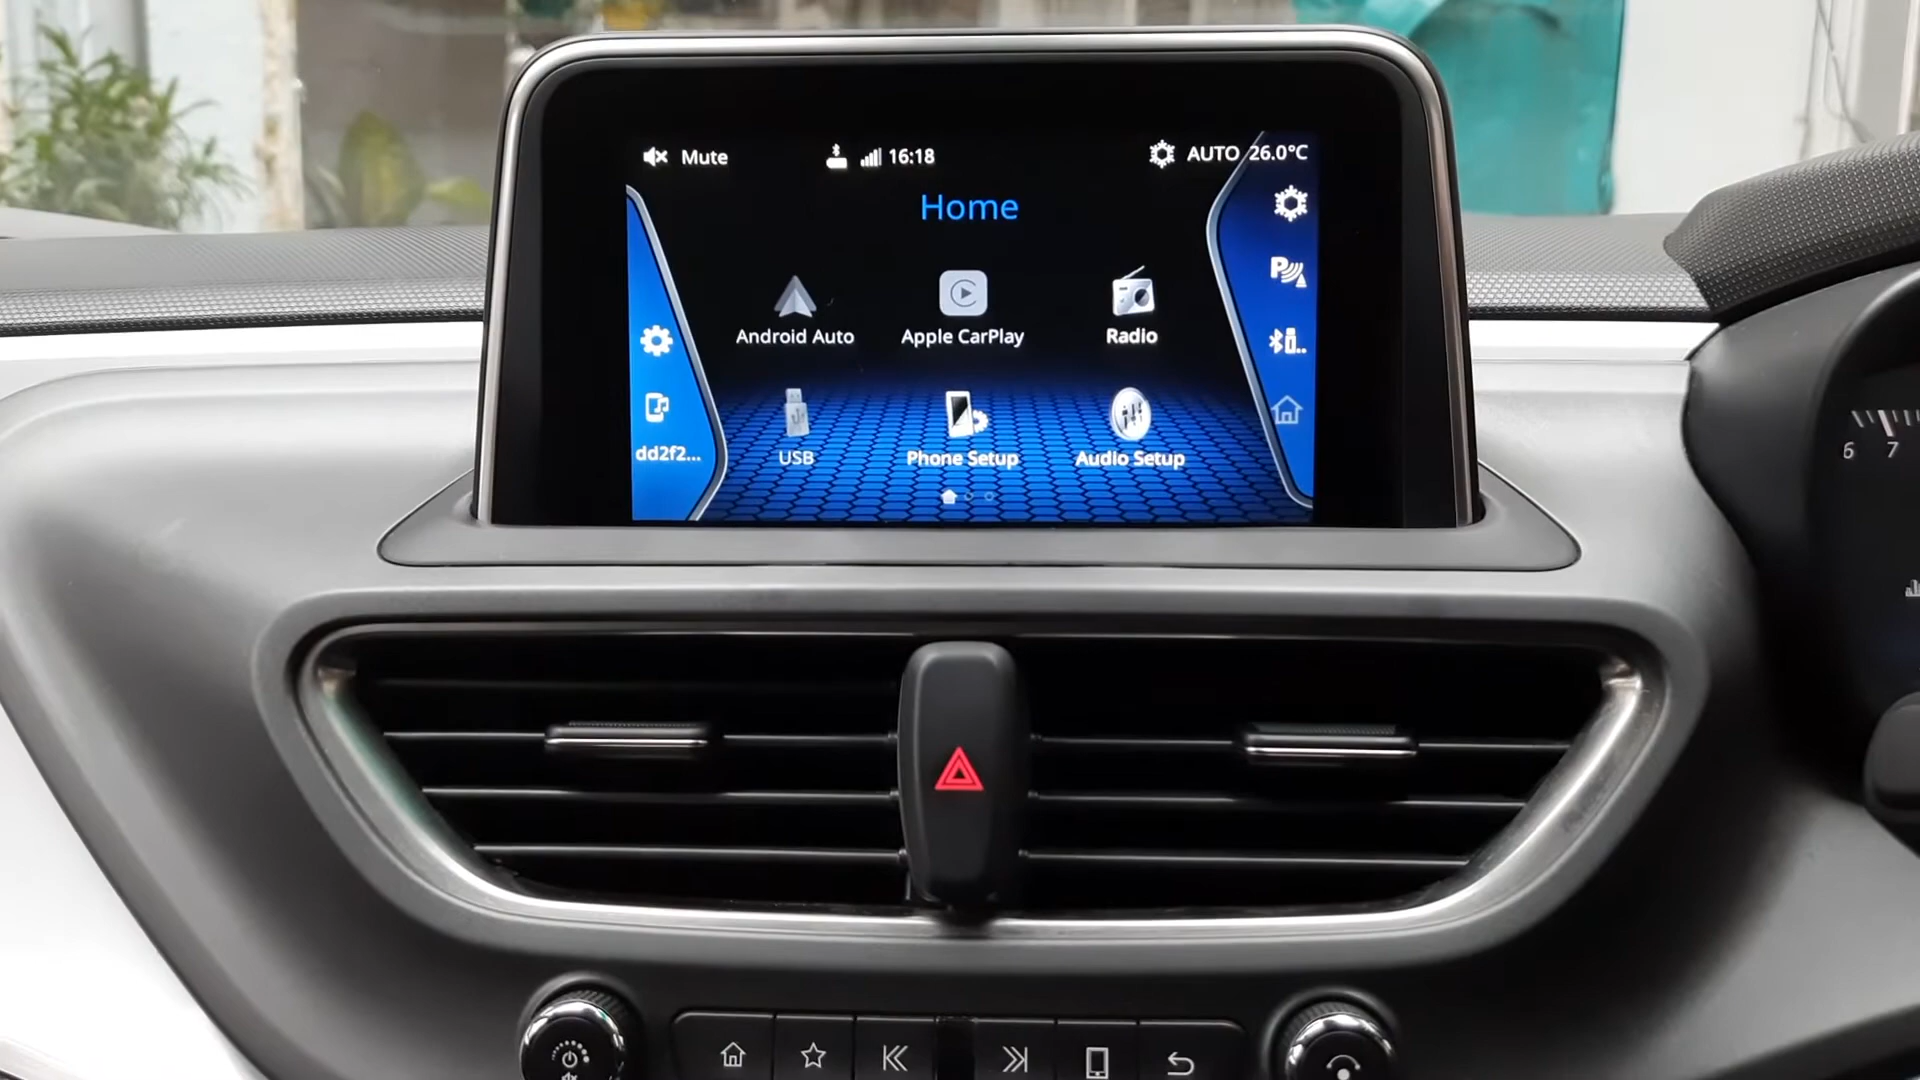 Mute
16:18
AUTO 26.0°C
Home
Android Auto
Apple CarPlay
Radio
dd2f2...
USB
Phone Setup
Audio Setup
6 7